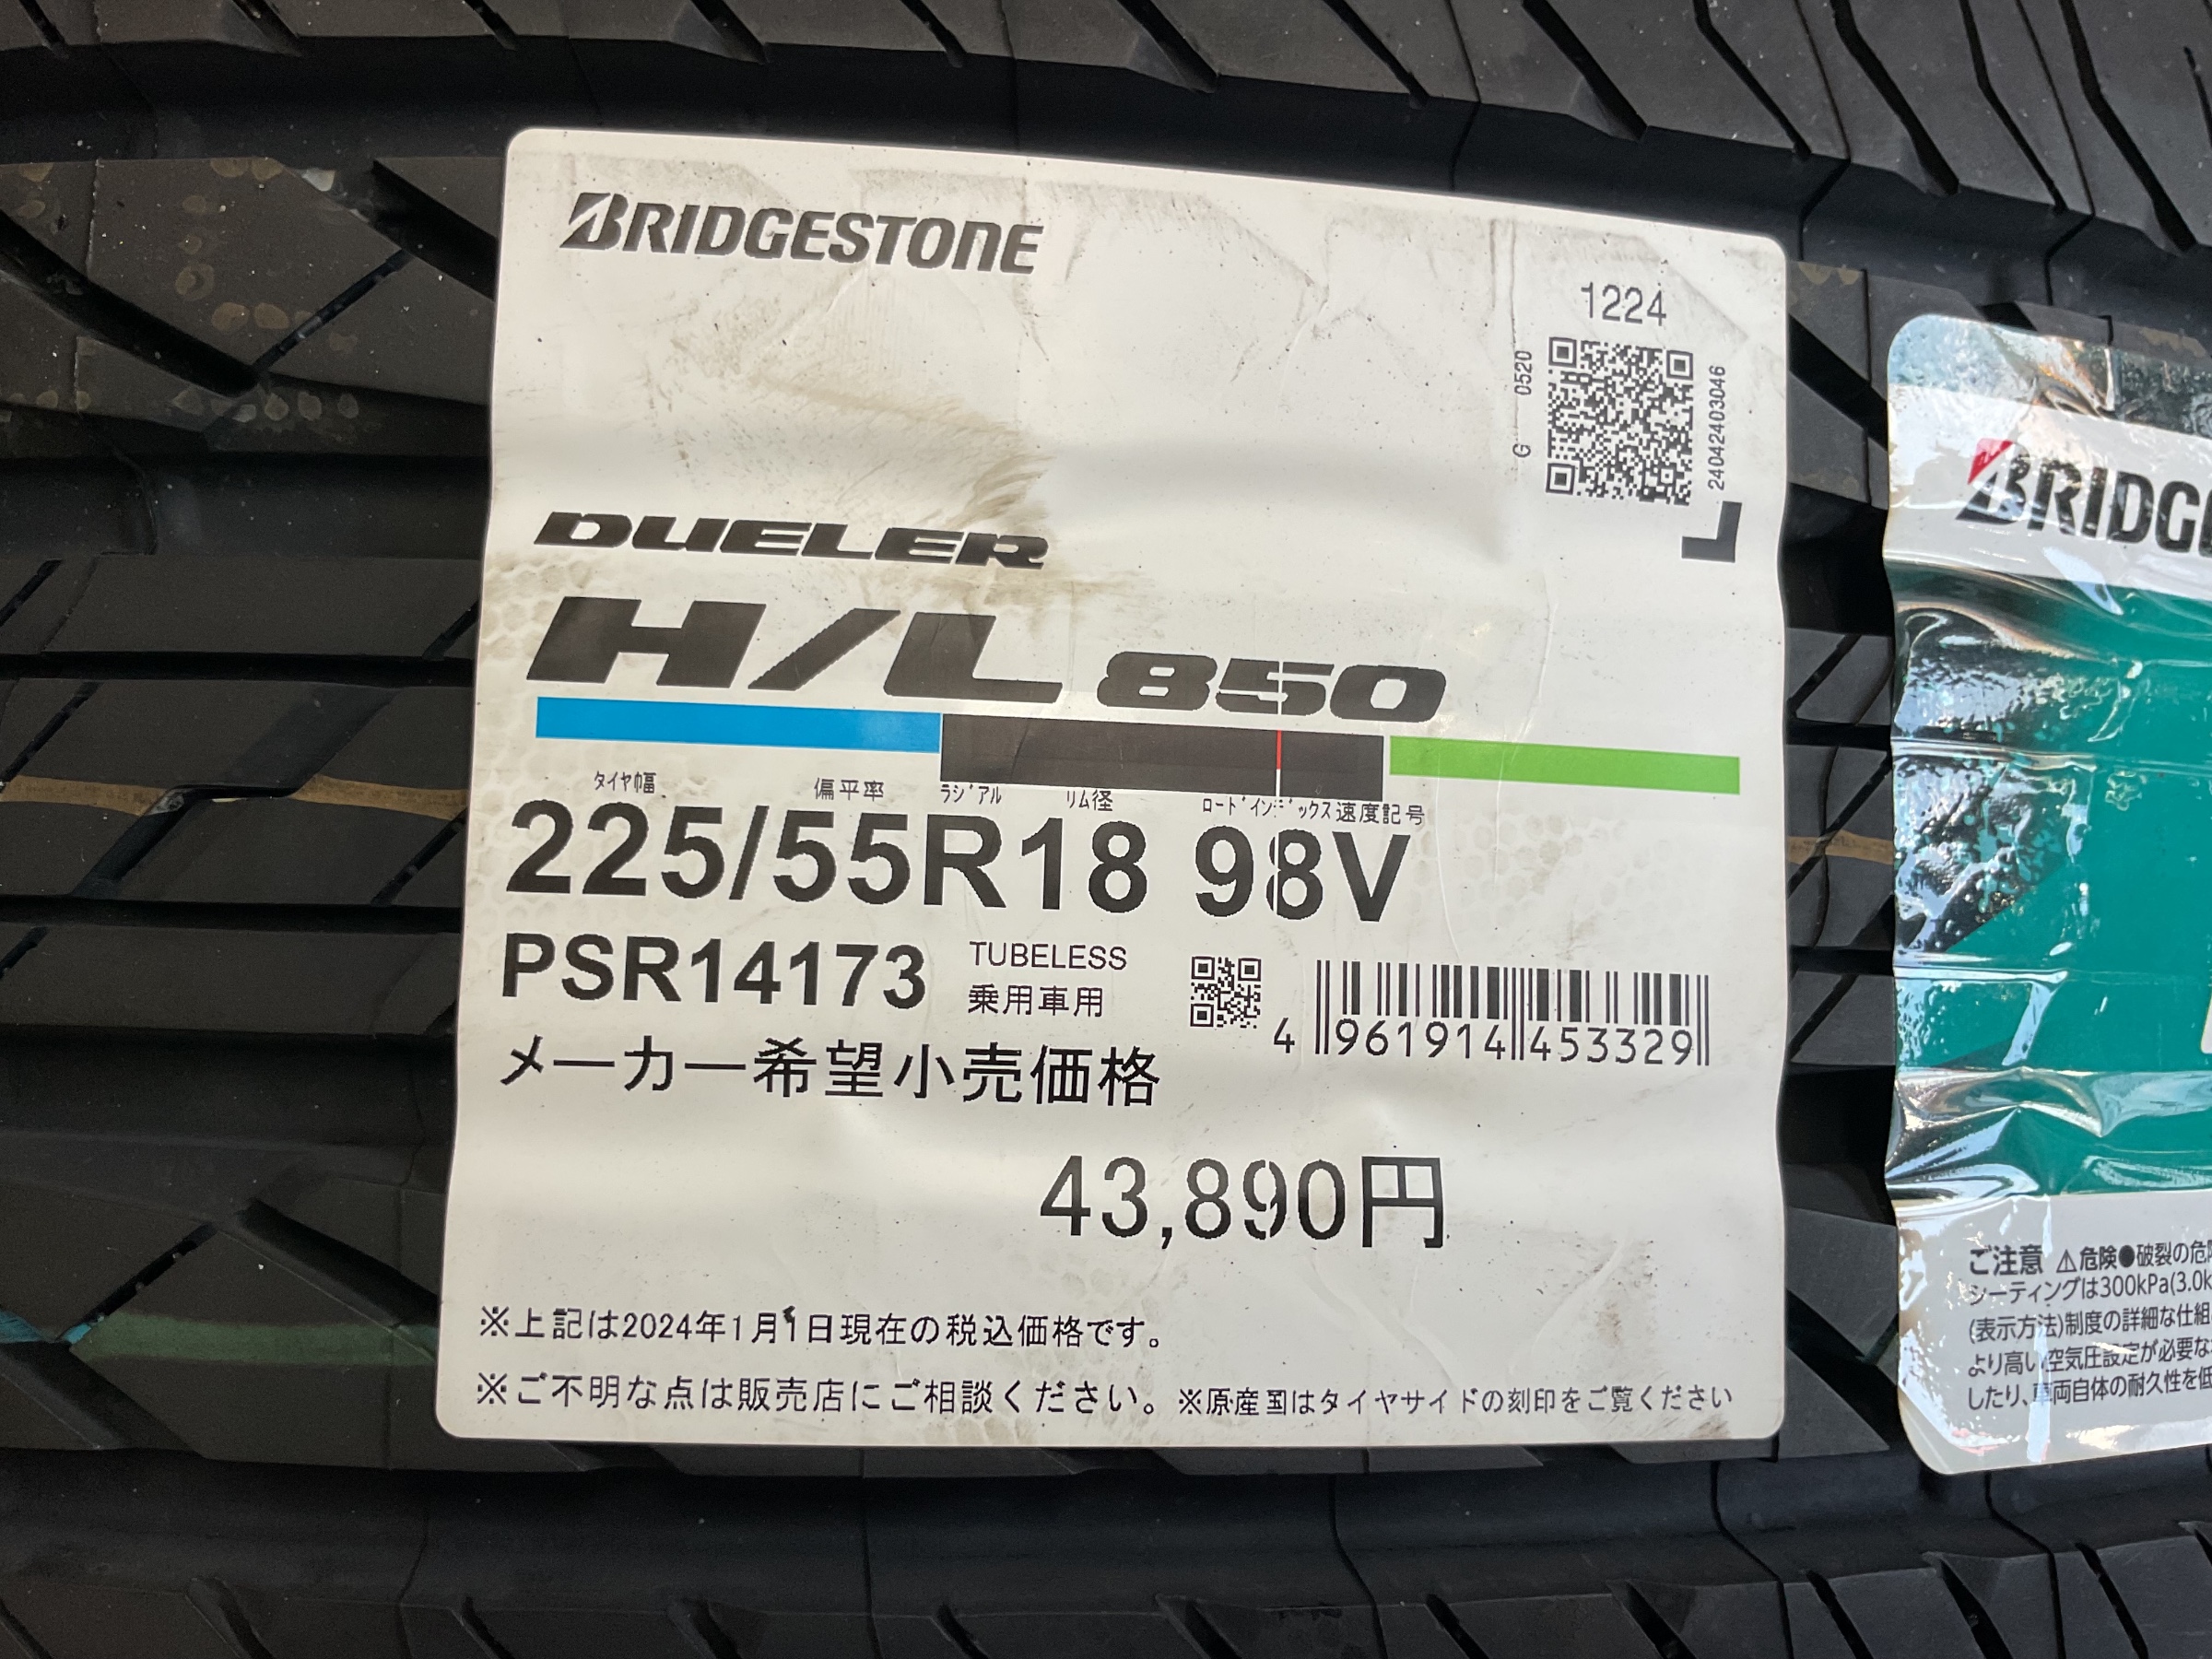 BRIDGESTONE
1224
G 0520
2404242403046
L
DUELER
H/L 850
タイヤ幅 偏平率 ラジアル リム径 ロードインデックス 速度記号
225/55R18 98V
PSR14173
TUBELESS
乗用車用
4 961914 453329
メーカー希望小売価格
43,890円
※上記は2024年1月1日現在の税込価格です。
※ご不明な点は販売店にご相談ください。※原産国はタイヤサイドの刻印をご覧ください
BRIDGE
ご注意 ⚠危険●破裂の危
シーティングは300kPa(3.0k
(表示方法)制度の詳細な仕組
より高い空気圧設定が必要な
したり、車両自体の耐久性を低